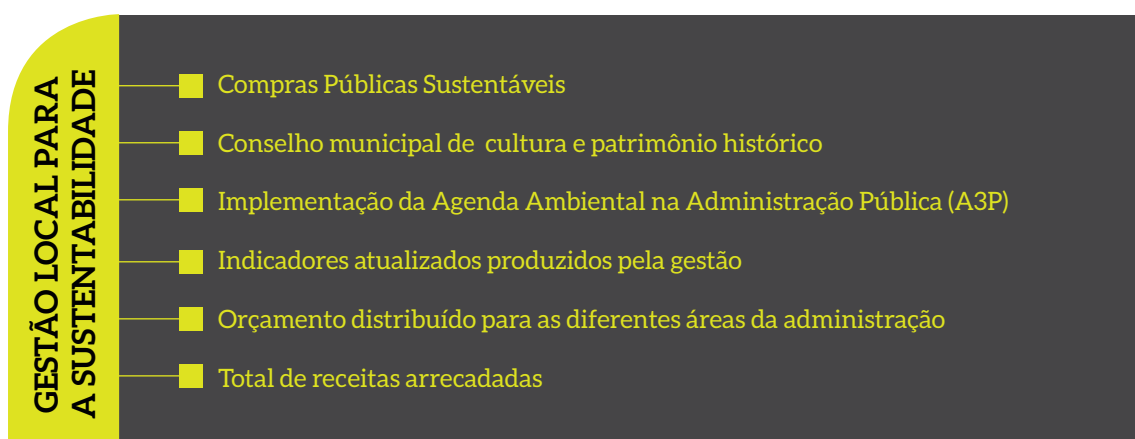 GESTÃO LOCAL PARA
A SUSTENTABILIDADE
Compras Públicas Sustentáveis
Conselho municipal de cultura e patrimônio histórico
Implementação da Agenda Ambiental na Administração Pública (A3P)
Indicadores atualizados produzidos pela gestão
Orçamento distribuído para as diferentes áreas da administração
Total de receitas arrecadadas